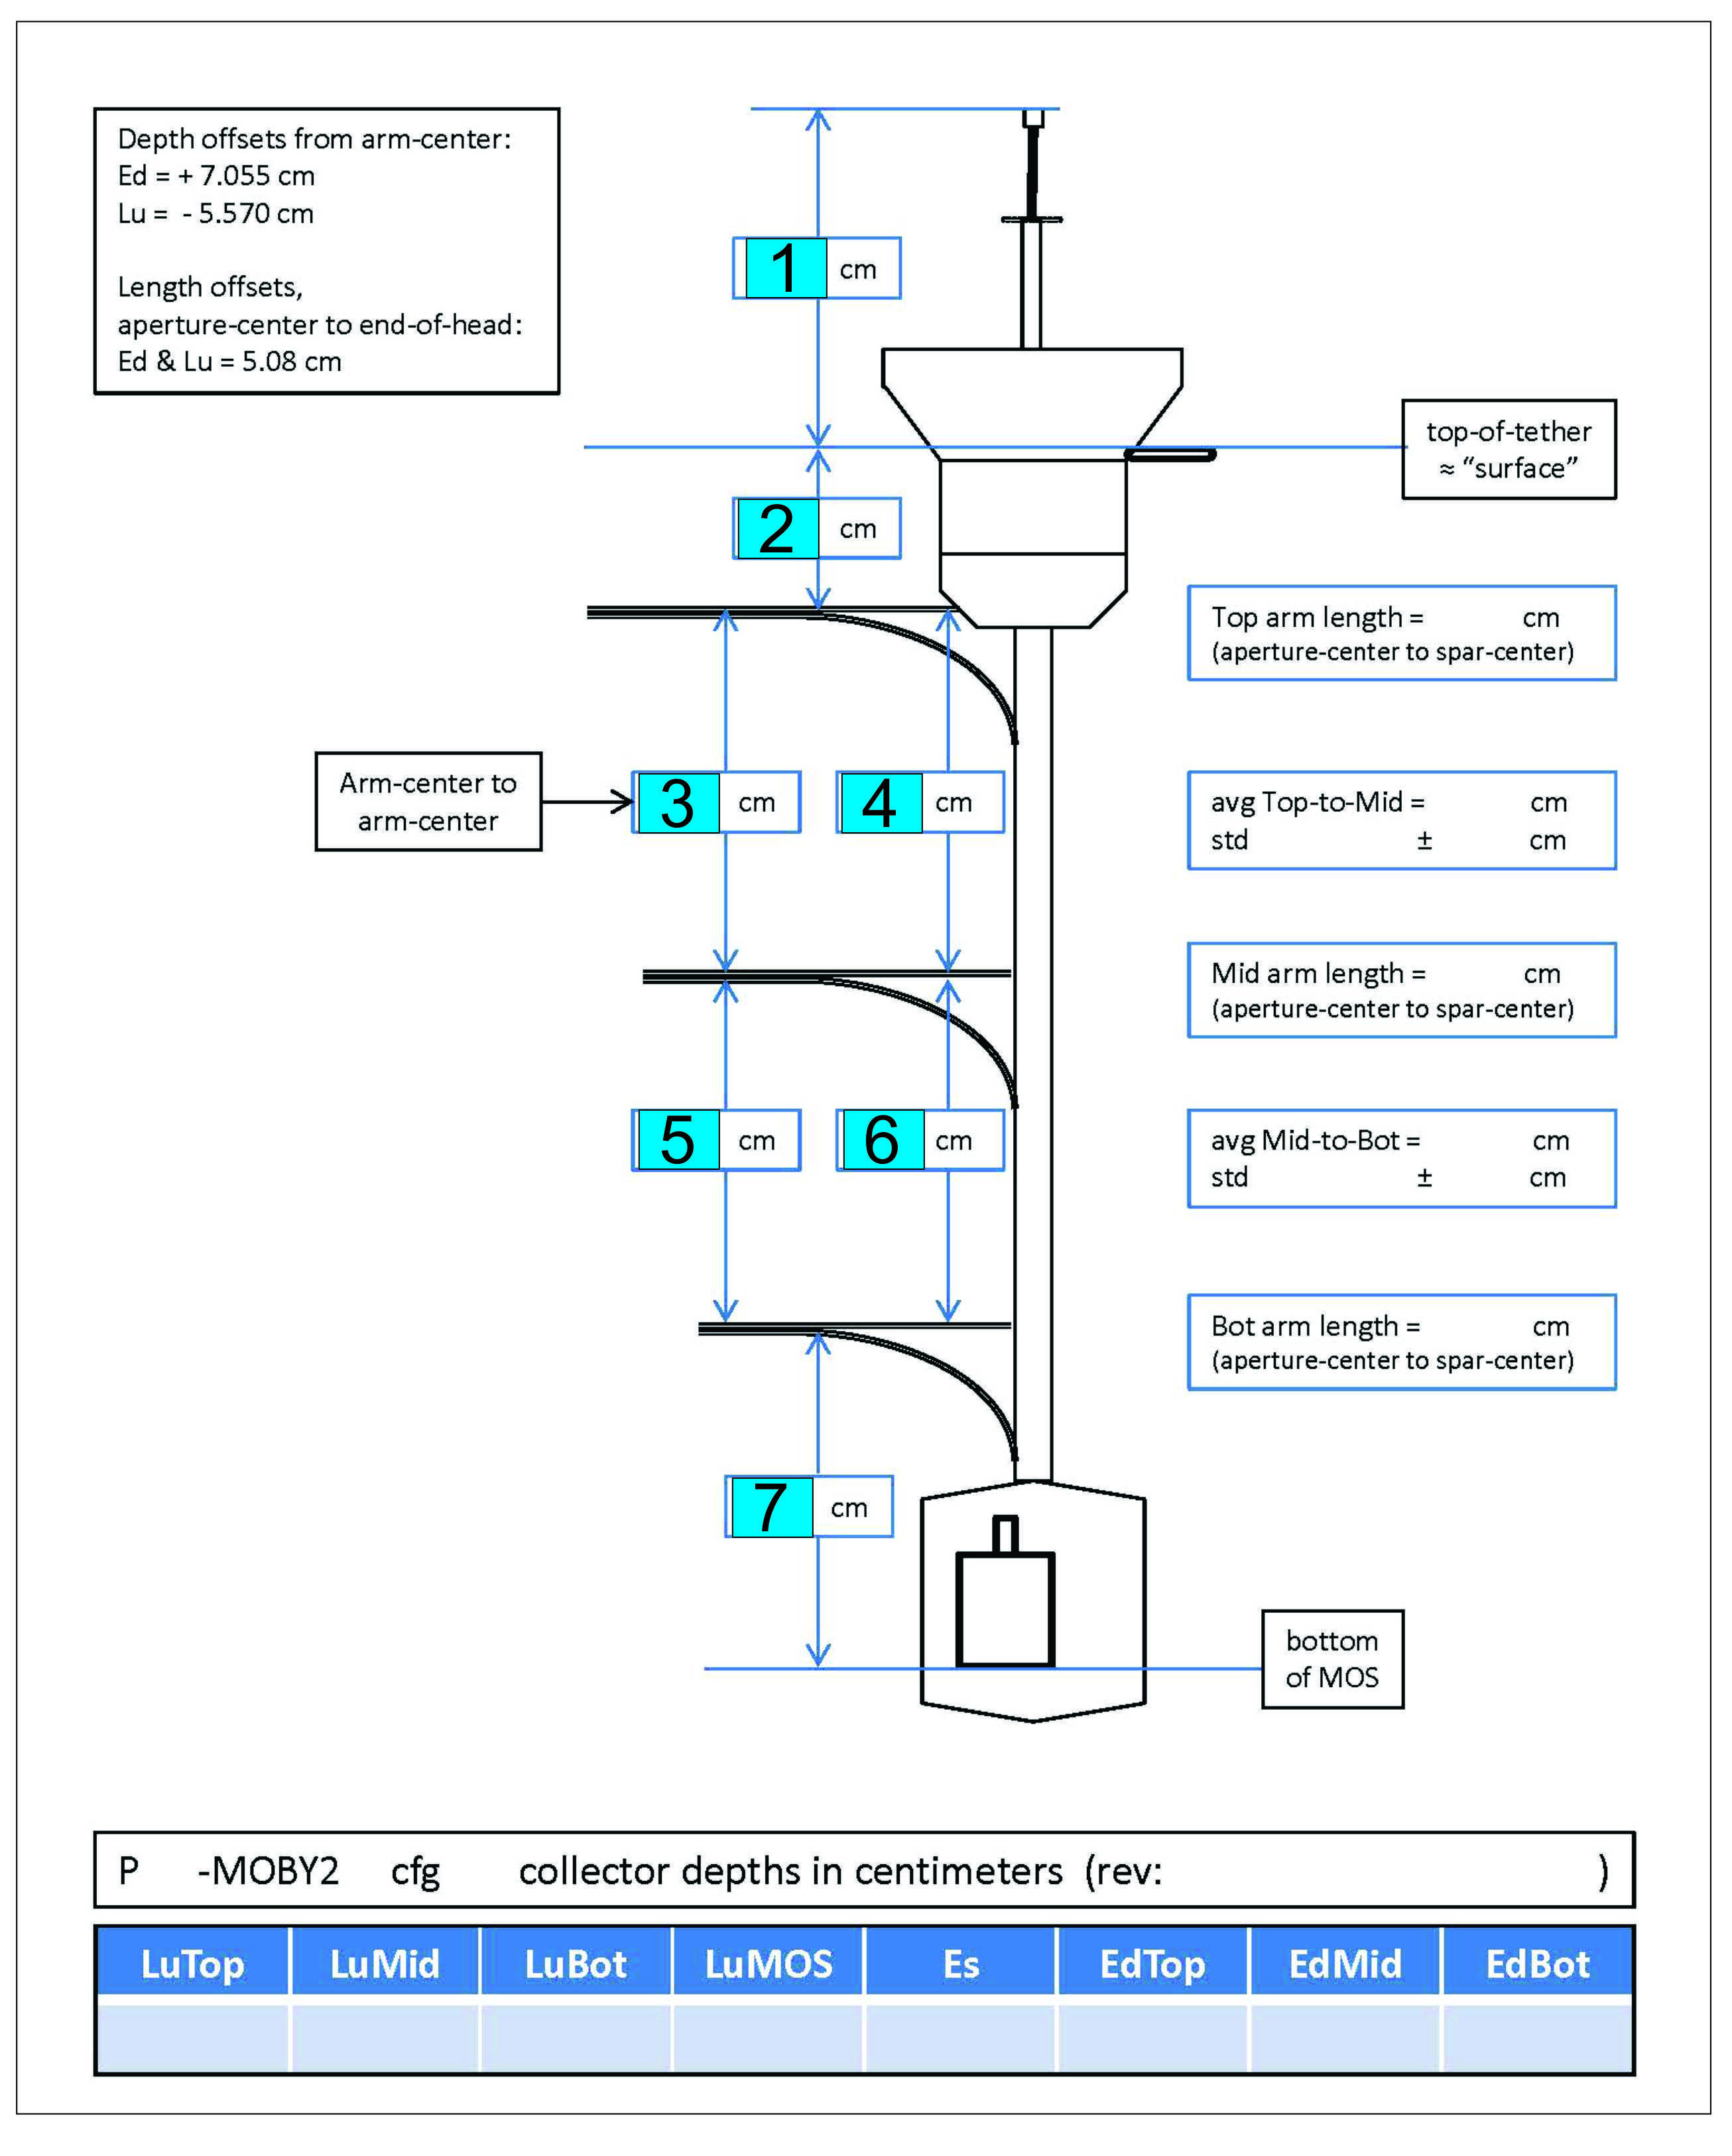 Depth offsets from arm-center:
Ed = + 7.055 cm
Lu =  - 5.570 cm
Length offsets,
aperture-center to end-of-head:
Ed & Lu = 5.08 cm
1 cm
top-of-tether
≈ “surface”
2 cm
Top arm length = cm
(aperture-center to spar-center)
Arm-center to
arm-center
3 cm
4 cm
avg Top-to-Mid = cm
std ± cm
Mid arm length = cm
(aperture-center to spar-center)
5 cm
6 cm
avg Mid-to-Bot = cm
std ± cm
Bot arm length = cm
(aperture-center to spar-center)
7 cm
bottom
of MOS
P -MOBY2 cfg collector depths in centimeters (rev: )
LuTop LuMid LuBot LuMOS Es EdTop EdMid EdBot